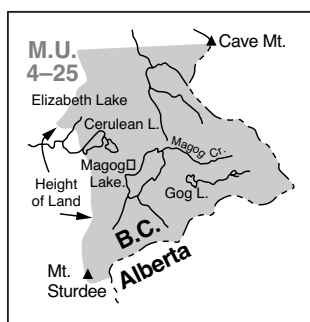 M.U.
4–25
Cave Mt.
Elizabeth Lake
Cerulean L.
Magog Cr.
Magog
Lake.
Gog L.
Height
of Land
B.C.
Alberta
Mt.
Sturdee